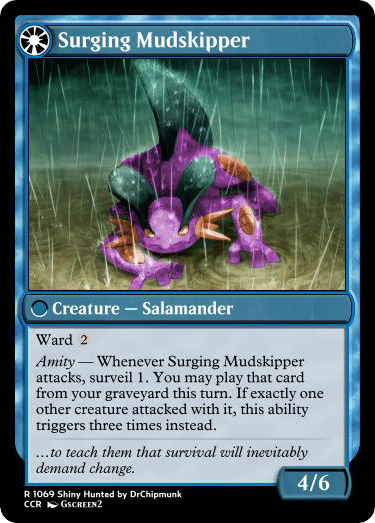 Surging Mudskipper
Creature — Salamander
Ward 2
Amity — Whenever Surging Mudskipper
attacks, surveil 1. You may play that card
from your graveyard this turn. If exactly one
other creature attacked with it, this ability
triggers three times instead.
…to teach them that survival will inevitably
demand change.
4/6
R 1069 Shiny Hunted by DrChipmunk
CCR Gscreen2